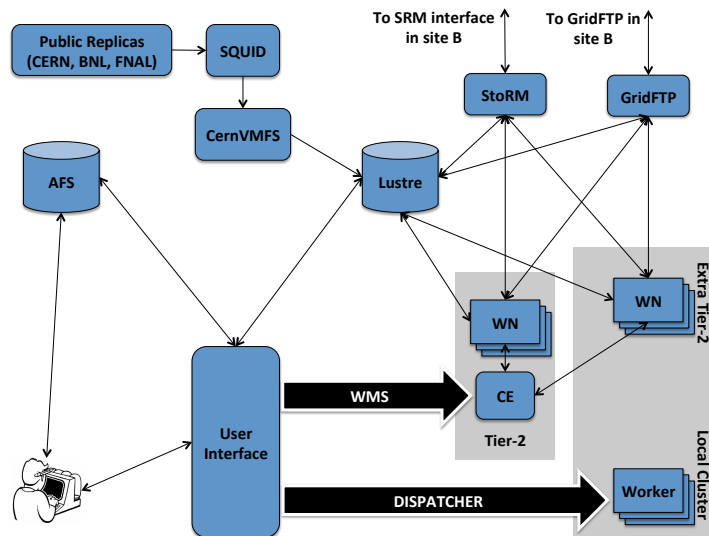 To SRM interface
in site B
To GridFTP in
site B
Public Replicas
(CERN, BNL, FNAL)
SQUID
StoRM
GridFTP
CernVMFS
AFS
Lustre
Extra Tier-2
WN
WN
CE
WMS
Tier-2
User
Interface
Local Cluster
Worker
DISPATCHER